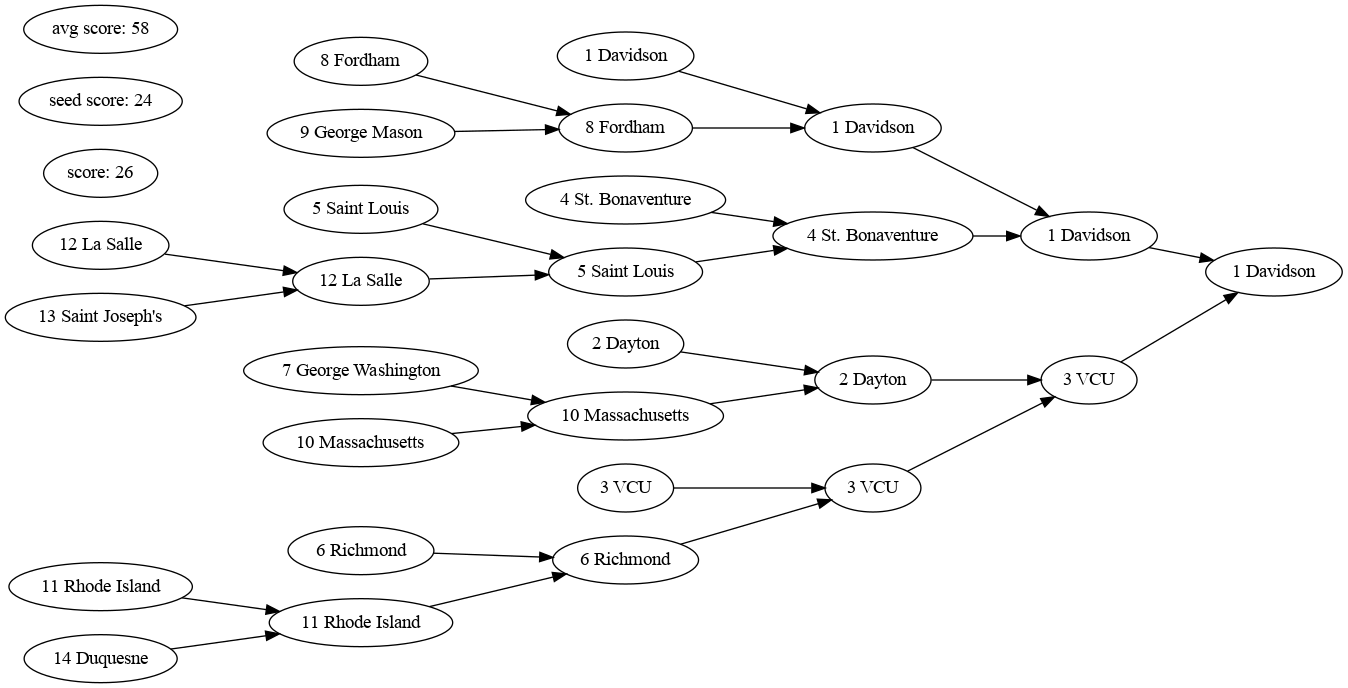 avg score: 58
seed score: 24
score: 26
12 La Salle
13 Saint Joseph's
11 Rhode Island
14 Duquesne
8 Fordham
9 George Mason
5 Saint Louis
12 La Salle
7 George Washington
10 Massachusetts
6 Richmond
11 Rhode Island
1 Davidson
8 Fordham
4 St. Bonaventure
5 Saint Louis
2 Dayton
10 Massachusetts
3 VCU
6 Richmond
1 Davidson
4 St. Bonaventure
2 Dayton
3 VCU
1 Davidson
3 VCU
1 Davidson